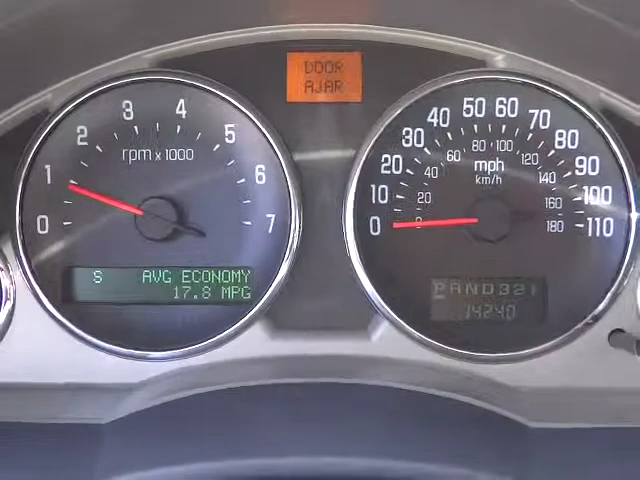 DOOR
AJAR
0 1 2 3 4 5 6 7
rpm x 1000
S AVG ECONOMY
17.8 MPG
0 10 20 30 40 50 60 70 80 90 100 110
0 20 40 60 80 100 120 140 160 180
mph
km/h
PRND321
14240